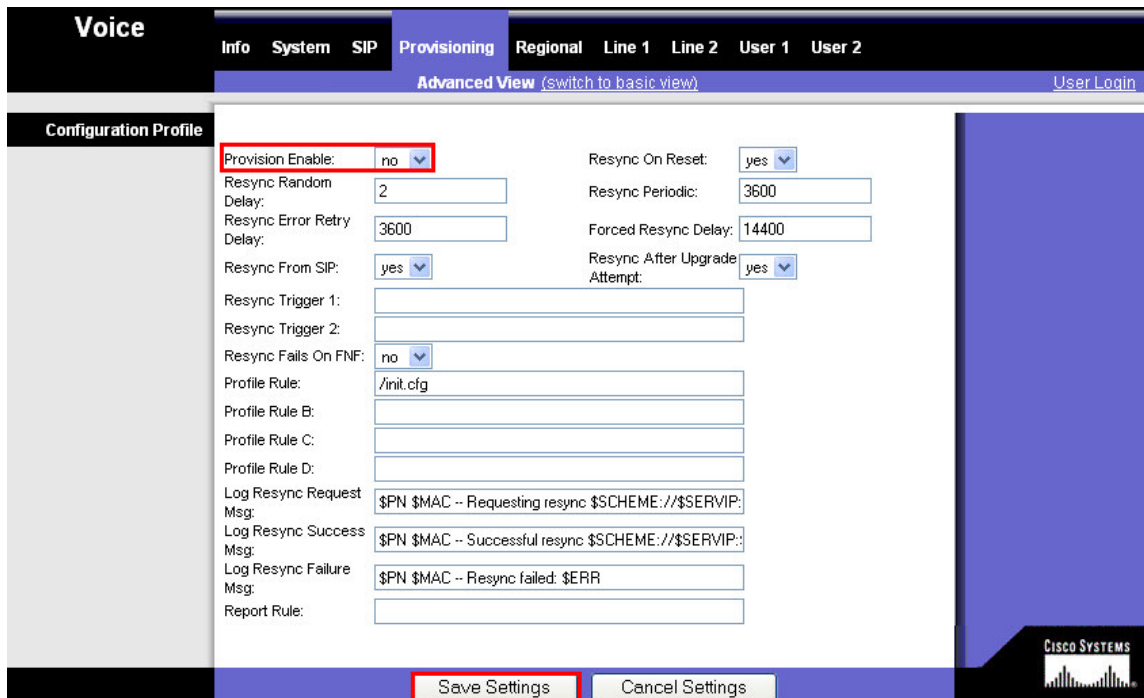 Voice
Info System SIP Provisioning Regional Line 1 Line 2 User 1 User 2
Advanced View (switch to basic view) User Login
Configuration Profile
Provision Enable: no Resync On Reset: yes
Resync Random
Delay: 2 Resync Periodic: 3600
Resync Error Retry
Delay: 3600 Forced Resync Delay: 14400
Resync From SIP: yes Resync After Upgrade
Attempt: yes
Resync Trigger 1:
Resync Trigger 2:
Resync Fails On FNF: no
Profile Rule: /init.cfg
Profile Rule B:
Profile Rule C:
Profile Rule D:
Log Resync Request
Msg: $PN $MAC -- Requesting resync $SCHEME://$SERVIP:
Log Resync Success
Msg: $PN $MAC -- Successful resync $SCHEME://$SERVIP:
Log Resync Failure
Msg: $PN $MAC -- Resync failed: $ERR
Report Rule:
Save Settings Cancel Settings
CISCO SYSTEMS